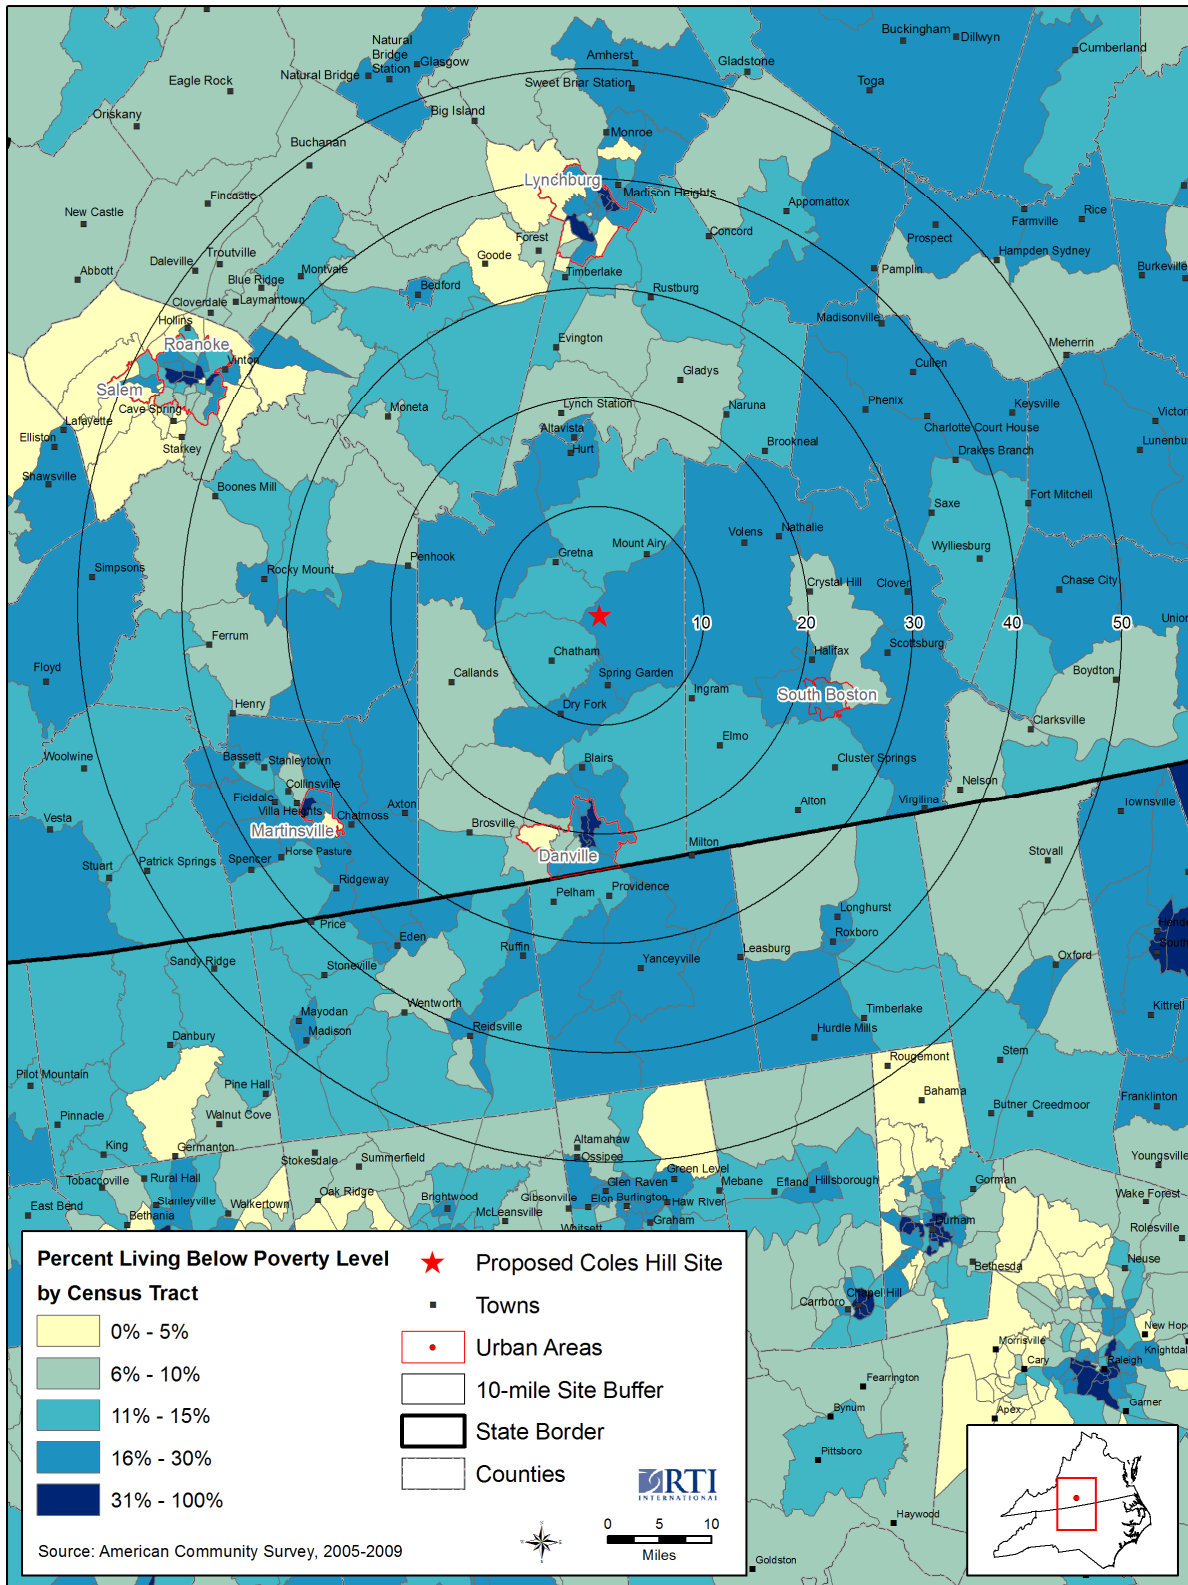 Buckingham
Dillwyn
Cumberland
Natural
Bridge
Station
Glasgow
Natural Bridge
Amherst
Gladstone
Eagle Rock
Sweet Briar Station
Toga
Big Island
Oriskany
Monroe
Buchanan
Lynchburg
Madison Heights
Fincastle
Appomattox
Rice
Farmville
New Castle
Prospect
Concord
Forest
Hampden Sydney
Troutville
Goode
Daleville
Abbott
Blue Ridge
Montvale
Timberlake
Pamplin
Burkeville
Bedford
Rustburg
Cloverdale
Laymantown
Hollins
Madisonville
Evington
Meherrin
Roanoke
Vinton
Cullen
Gladys
Salem
Cave Spring
Moneta
Lynch Station
Naruna
Phenix
Keysville
Lafayette
Victor
Altavista
Charlotte Court House
Elliston
Starkey
Hurt
Brookneal
Drakes Branch
Lunenbu
Shawsville
Boones Mill
Fort Mitchell
Saxe
Volens
Nathalie
Mount Airy
Wylliesburg
Gretna
Penhook
Simpsons
Rocky Mount
Crystal Hill
Clover
Chase City
10
20
30
40
50
Union
Ferrum
Scottsburg
Chatham
Halifax
Floyd
Callands
Spring Garden
Boydton
Ingram
South Boston
Henry
Dry Fork
Clarksville
Elmo
Woolwine
Bassett
Stanleytown
Blairs
Cluster Springs
Collinsville
Nelson
Fieldale
Villa Heights
Axton
Alton
Virgilina
Townsville
Vesta
Martinsville
Chatmoss
Brosville
Milton
Danville
Horse Pasture
Stovall
Stuart
Patrick Springs
Spencer
Ridgeway
Pelham
Providence
Longhurst
Price
Hende
Eden
Roxboro
Ruffin
South
Leasburg
Sandy Ridge
Stoneville
Yanceyville
Oxford
Wentworth
Mayodan
Timberlake
Kittrell
Madison
Reidsville
Hurdle Mills
Danbury
Rougemont
Stem
Pilot Mountain
Pine Hall
Bahama
Franklinton
Butner
Creedmoor
Pinnacle
Walnut Cove
King
Germanton
Altamahaw
Ossipee
Stokesdale
Summerfield
Youngsville
Green Level
Tobaccoville
Rural Hall
Glen Raven
Mebane
Efland
Hillsborough
Gorman
Oak Ridge
Brightwood
Gibsonville
Elon
Burlington
Haw River
Wake Forest
East Bend
Stanleyville
Walkertown
McLeansville
Bethania
Graham
Durham
Rolesville
Whitsett
Neuse
Bethesda
Chapel Hill
Carrboro
New Hop
Morrisville
Knightdal
Cary
Raleigh
Fearrington
Apex
Garner
Bynum
Pittsboro
Haywood
Goldston
Percent Living Below Poverty Level
by Census Tract
0% - 5%
6% - 10%
11% - 15%
16% - 30%
31% - 100%
Proposed Coles Hill Site
Towns
Urban Areas
10-mile Site Buffer
State Border
Counties
RTI
INTERNATIONAL
0 5 10
Miles
Source: American Community Survey, 2005-2009